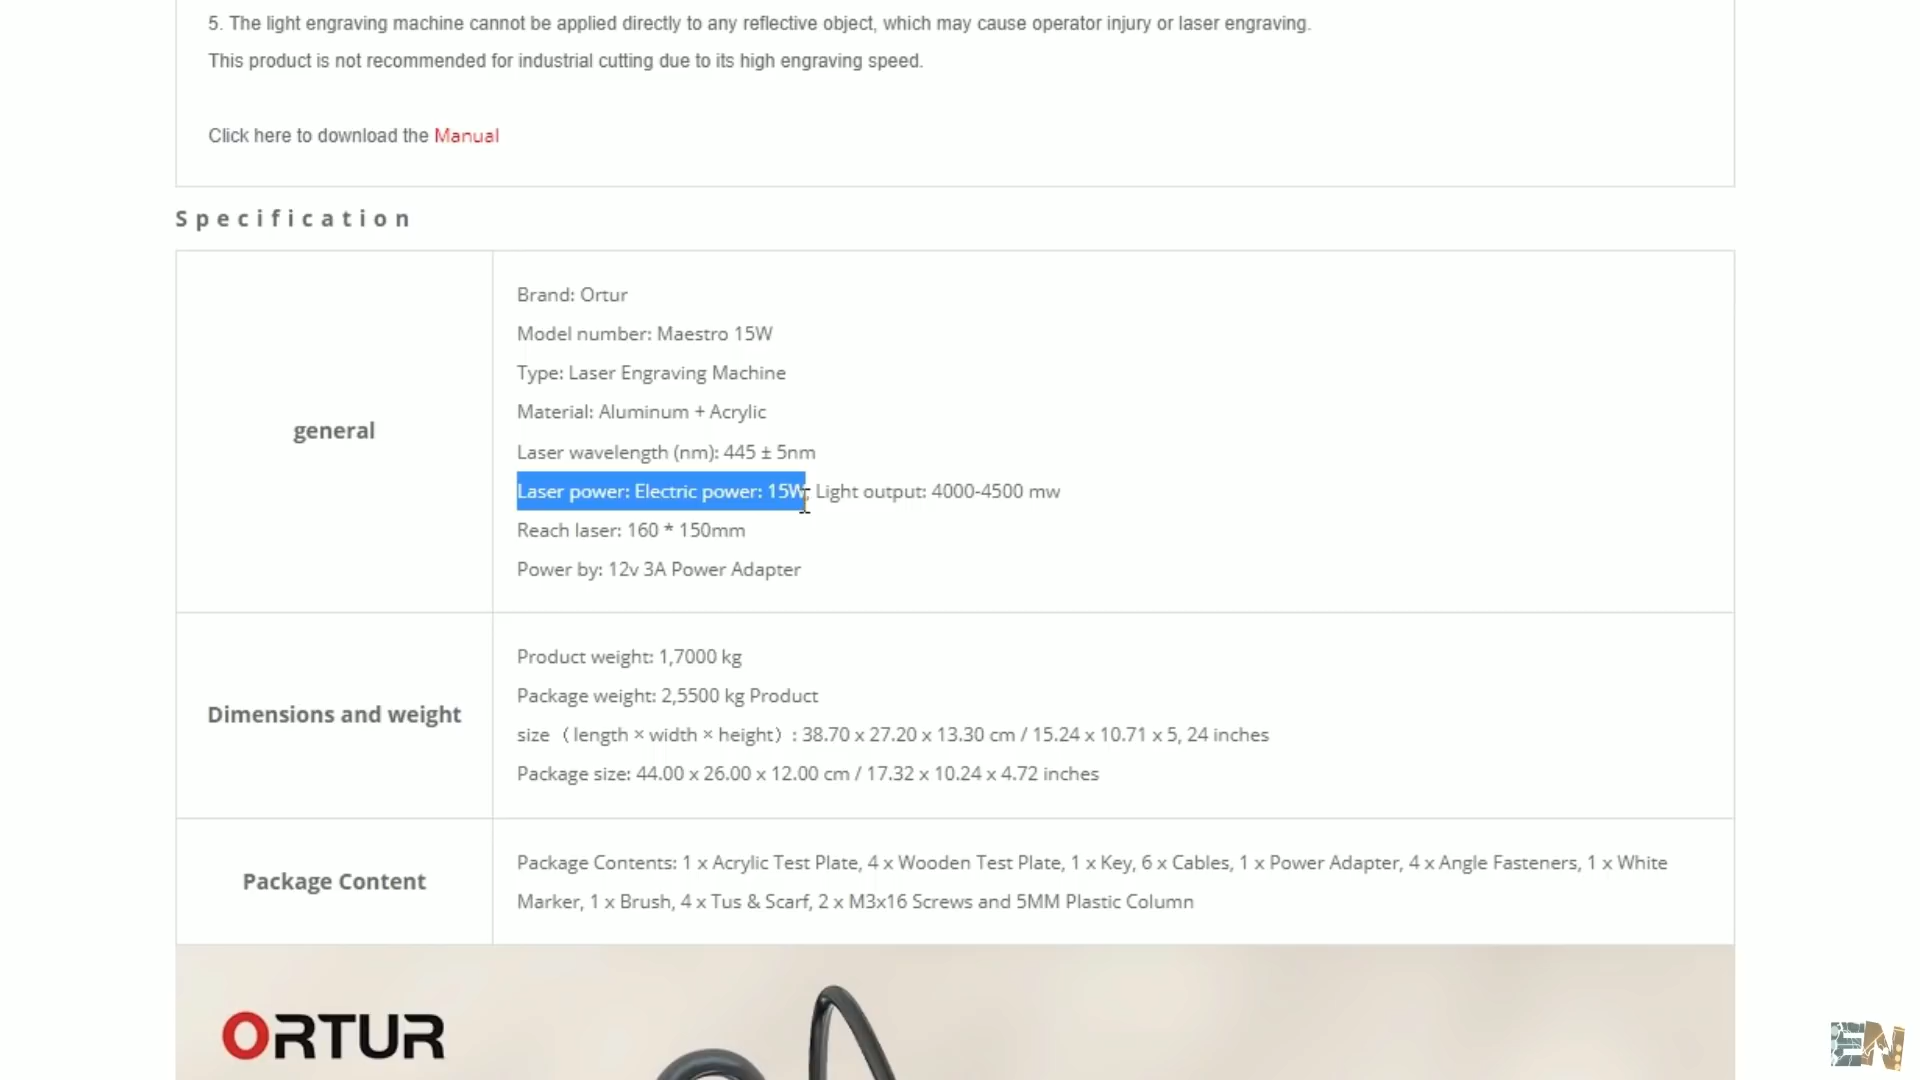 5. The light engraving machine cannot be applied directly to any reflective object, which may cause operator injury or laser engraving.
This product is not recommended for industrial cutting due to its high engraving speed.
Click here to download the Manual
Specification
general
Brand: Ortur
Model number: Maestro 15W
Type: Laser Engraving Machine
Material: Aluminum + Acrylic
Laser wavelength (nm): 445 ± 5nm
Laser power: Electric power: 15W, Light output: 4000-4500 mw
Reach laser: 160 * 150mm
Power by: 12v 3A Power Adapter
Dimensions and weight
Product weight: 1,7000 kg
Package weight: 2,5500 kg Product
size（length × width × height）: 38.70 x 27.20 x 13.30 cm / 15.24 x 10.71 x 5, 24 inches
Package size: 44.00 x 26.00 x 12.00 cm / 17.32 x 10.24 x 4.72 inches
Package Content
Package Contents: 1 x Acrylic Test Plate, 4 x Wooden Test Plate, 1 x Key, 6 x Cables, 1 x Power Adapter, 4 x Angle Fasteners, 1 x White
Marker, 1 x Brush, 4 x Tus & Scarf, 2 x M3x16 Screws and 5MM Plastic Column
ORTUR
EN